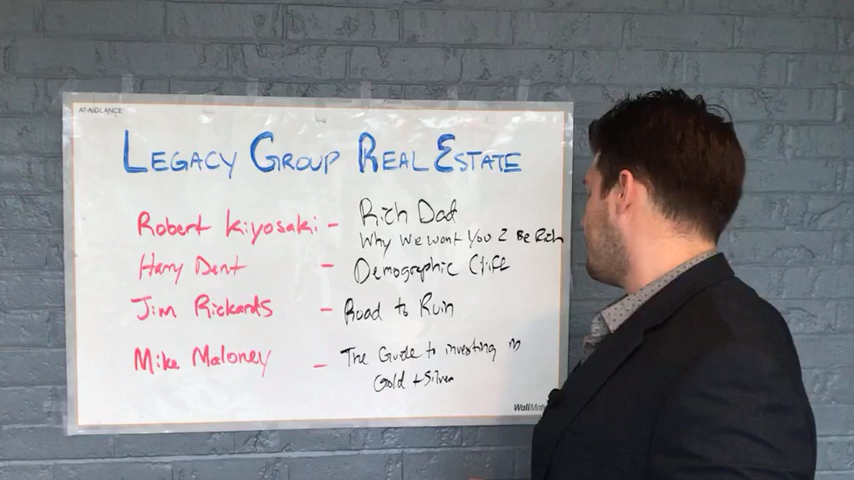 AT-A-GLANCE
LEGACY GROUP REAL ESTATE
Robert Kiyosaki - Rich Dad
Why We Want You 2 Be Rich
Harry Dent - Demographic Cliff
Jim Rickards - Road to Ruin
Mike Maloney - The Guide to investing in
Gold + Silver
WallMat